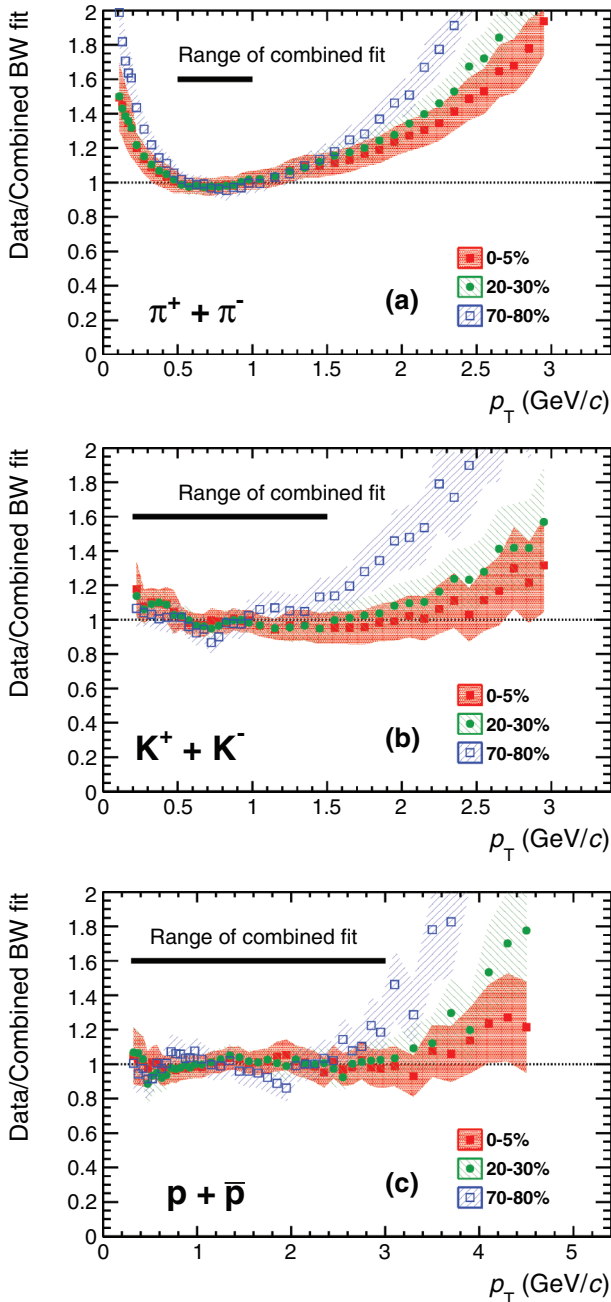 Data/Combined BW fit
2
1.8
1.6
1.4
1.2
1
0.8
0.6
0.4
0.2
0
Range of combined fit
0-5%
20-30%
70-80%
π⁺ + π⁻
(a)
0 0.5 1 1.5 2 2.5 3
p_T (GeV/c)
Data/Combined BW fit
2
1.8
1.6
1.4
1.2
1
0.8
0.6
0.4
0.2
0
Range of combined fit
0-5%
20-30%
70-80%
K⁺ + K⁻
(b)
0 0.5 1 1.5 2 2.5 3
p_T (GeV/c)
Data/Combined BW fit
2
1.8
1.6
1.4
1.2
1
0.8
0.6
0.4
0.2
0
Range of combined fit
0-5%
20-30%
70-80%
p + p̅
(c)
0 1 2 3 4 5
p_T (GeV/c)